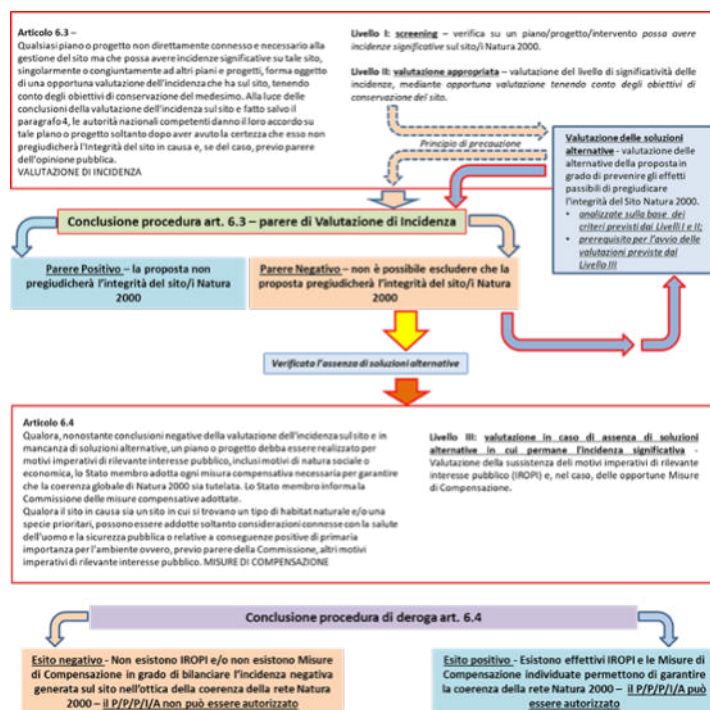 Articolo 6.3 –
Qualsiasi piano o progetto non direttamente connesso e necessario alla
gestione del sito ma che possa avere incidenze significative su tale sito,
singolarmente o congiuntamente ad altri piani e progetti, forma oggetto
di una opportuna valutazione dell'incidenza che ha sul sito, tenendo
conto degli obiettivi di conservazione del medesimo. Alla luce delle
conclusioni della valutazione dell'incidenza sul sito e fatto salvo il
paragrafo 4, le autorità nazionali competenti danno il loro accordo su
tale piano o progetto soltanto dopo aver avuto la certezza che esso non
pregiudicherà l'integrità del sito in causa e, se del caso, previo parere
dell'opinione pubblica.
VALUTAZIONE DI INCIDENZA
Livello I: screening – verifica su un piano/progetto/intervento possa avere
incidenze significative sul sito/i Natura 2000.
Livello II: valutazione appropriata – valutazione del livello di significatività delle
incidenze, mediante opportuna valutazione tenendo conto degli obiettivi di
conservazione del sito.
Principio di precauzione
Valutazione delle soluzioni
alternative - valutazione delle
alternative della proposta in
grado di prevenire gli effetti
passibili di pregiudicare
l'integrità del Sito Natura 2000.
• analizzate sulla base dei
criteri previsti dai Livelli I e II;
• prerequisito per l'avvio delle
valutazioni previste dal
Livello III
Conclusione procedura art. 6.3 – parere di Valutazione di Incidenza
Parere Positivo – la proposta non
pregiudicherà l'integrità del sito/i Natura
2000
Parere Negativo – non è possibile escludere che la
proposta pregiudicherà l'integrità del sito/i Natura
2000
Verificata l'assenza di soluzioni alternative
Articolo 6.4
Qualora, nonostante conclusioni negative della valutazione dell'incidenza sul sito e in
mancanza di soluzioni alternative, un piano o progetto debba essere realizzato per
motivi imperativi di rilevante interesse pubblico, inclusi motivi di natura sociale o
economica, lo Stato membro adotta ogni misura compensativa necessaria per garantire
che la coerenza globale di Natura 2000 sia tutelata. Lo Stato membro informa la
Commissione delle misure compensative adottate.
Qualora il sito in causa sia un sito in cui si trovano un tipo di habitat naturale e/o una
specie prioritari, possono essere addotte soltanto considerazioni connesse con la salute
dell'uomo e la sicurezza pubblica o relative a conseguenze positive di primaria
importanza per l'ambiente ovvero, previo parere della Commissione, altri motivi
imperativi di rilevante interesse pubblico. MISURE DI COMPENSAZIONE
Livello III: valutazione in caso di assenza di soluzioni
alternative in cui permane l'incidenza significativa -
Valutazione della sussistenza deli motivi imperativi di rilevante
interesse pubblico (IROPI) e, nel caso, delle opportune Misure
di Compensazione.
Conclusione procedura di deroga art. 6.4
Esito negativo - Non esistono IROPI e/o non esistono Misure
di Compensazione in grado di bilanciare l'incidenza negativa
generata sul sito nell'ottica della coerenza della rete Natura
2000 – il P/P/P/I/A non può essere autorizzato
Esito positivo - Esistono effettivi IROPI e le Misure di
Compensazione individuate permettono di garantire
la coerenza della rete Natura 2000 – il P/P/P/I/A può
essere autorizzato